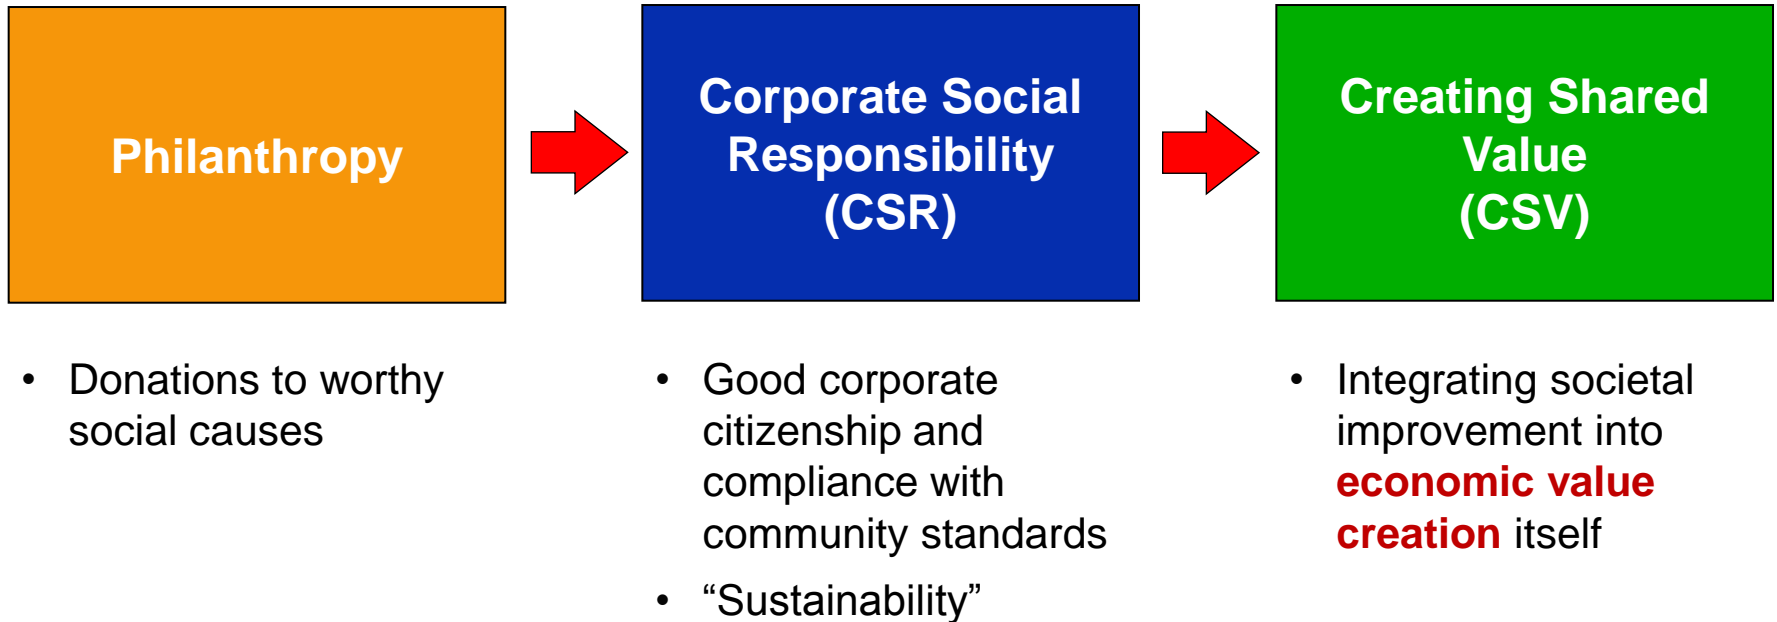 Philanthropy
Corporate Social
Responsibility
(CSR)
Creating Shared
Value
(CSV)
• Donations to worthy
social causes
• Good corporate
citizenship and
compliance with
community standards
• “Sustainability”
• Integrating societal
improvement into
economic value
creation itself